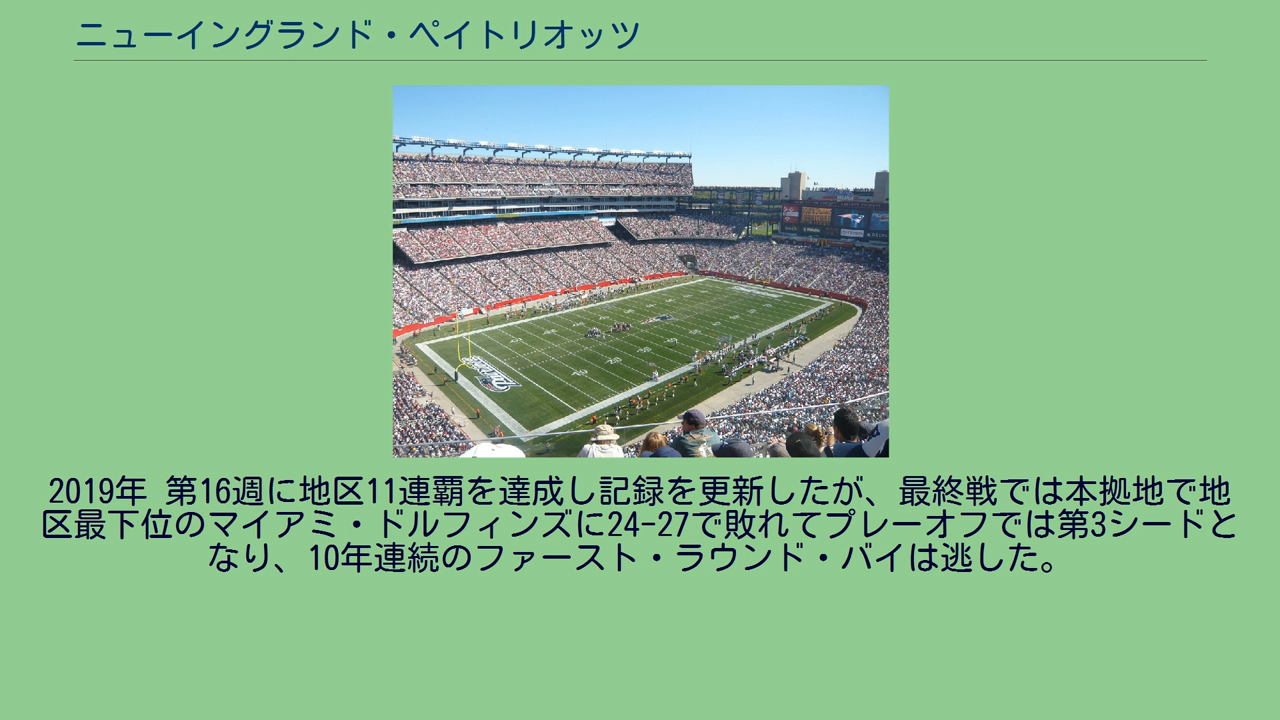 ニューイングランド・ペイトリオッツ
2019年 第16週に地区11連覇を達成し記録を更新したが、最終戦では本拠地で地
区最下位のマイアミ・ドルフィンズに24-27で敗れてプレーオフでは第3シードと
なり、10年連続のファースト・ラウンド・バイは逃した。